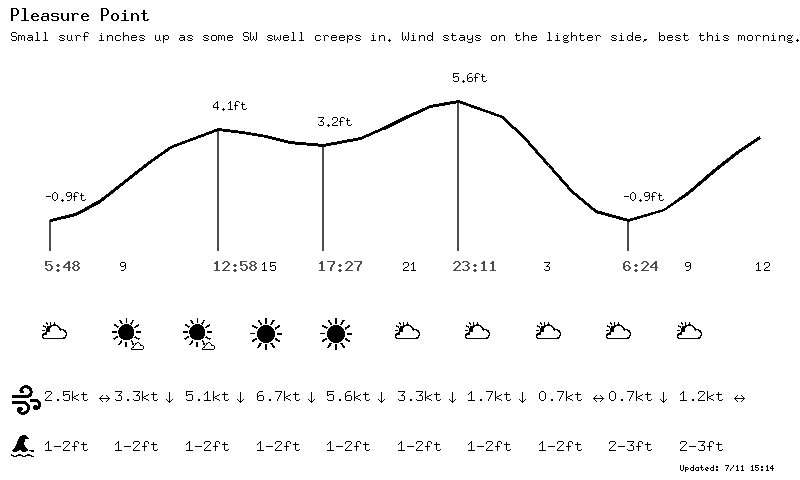 Pleasure Point
Small surf inches up as some SW swell creeps in. Wind stays on the lighter side, best this morning.
5.6ft
4.1ft
3.2ft
-0.9ft -0.9ft
5:48 9 12:58 15 17:27 21 23:11 3 6:24 9 12
2.5kt ↔ 3.3kt ↓ 5.1kt ↓ 6.7kt ↓ 5.6kt ↓ 3.3kt ↓ 1.7kt ↓ 0.7kt ↔ 0.7kt ↓ 1.2kt ↔
1-2ft 1-2ft 1-2ft 1-2ft 1-2ft 1-2ft 1-2ft 1-2ft 2-3ft 2-3ft
Updated: 7/11 15:14